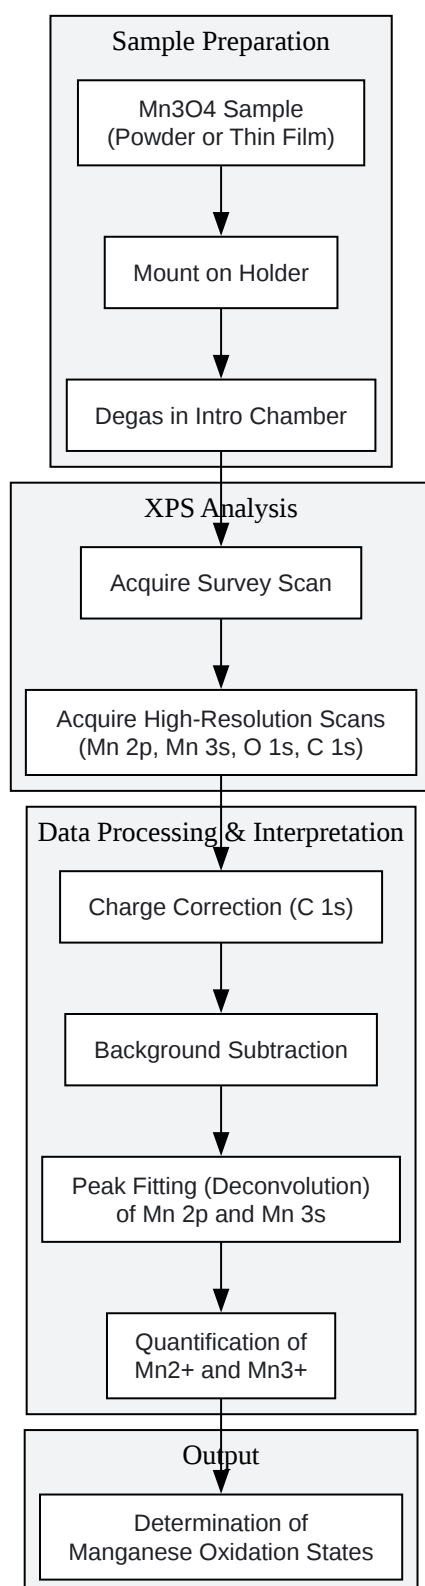 Sample Preparation
Mn3O4 Sample
(Powder or Thin Film)
Mount on Holder
Degas in Intro Chamber
XPS Analysis
Acquire Survey Scan
Acquire High-Resolution Scans
(Mn 2p, Mn 3s, O 1s, C 1s)
Data Processing & Interpretation
Charge Correction (C 1s)
Background Subtraction
Peak Fitting (Deconvolution)
of Mn 2p and Mn 3s
Quantification of
Mn2+ and Mn3+
Output
Determination of
Manganese Oxidation States